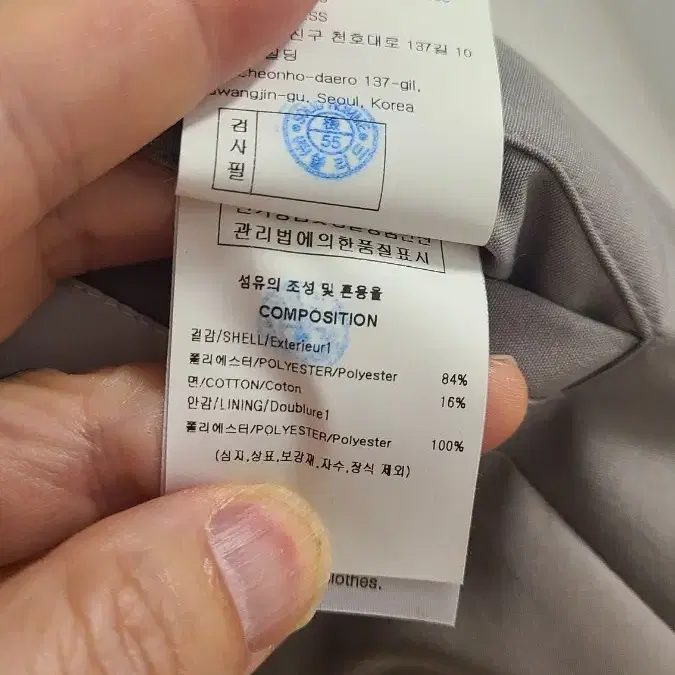 ESS
진구 천호대로 137길 10
딩
cheonho-daero 137-gil,
wangjin-gu, Seoul, Korea
검사필
55
관리법에의한품질표시
섬유의 조성 및 혼용율
COMPOSITION
겉감/SHELL/Exterieur1
폴리에스터/POLYESTER/Polyester 84%
면/COTTON/Coton 16%
안감/LINING/Doublure1
폴리에스터/POLYESTER/Polyester 100%
(심지,상표,보강재,자수,장식 제외)
clothes.